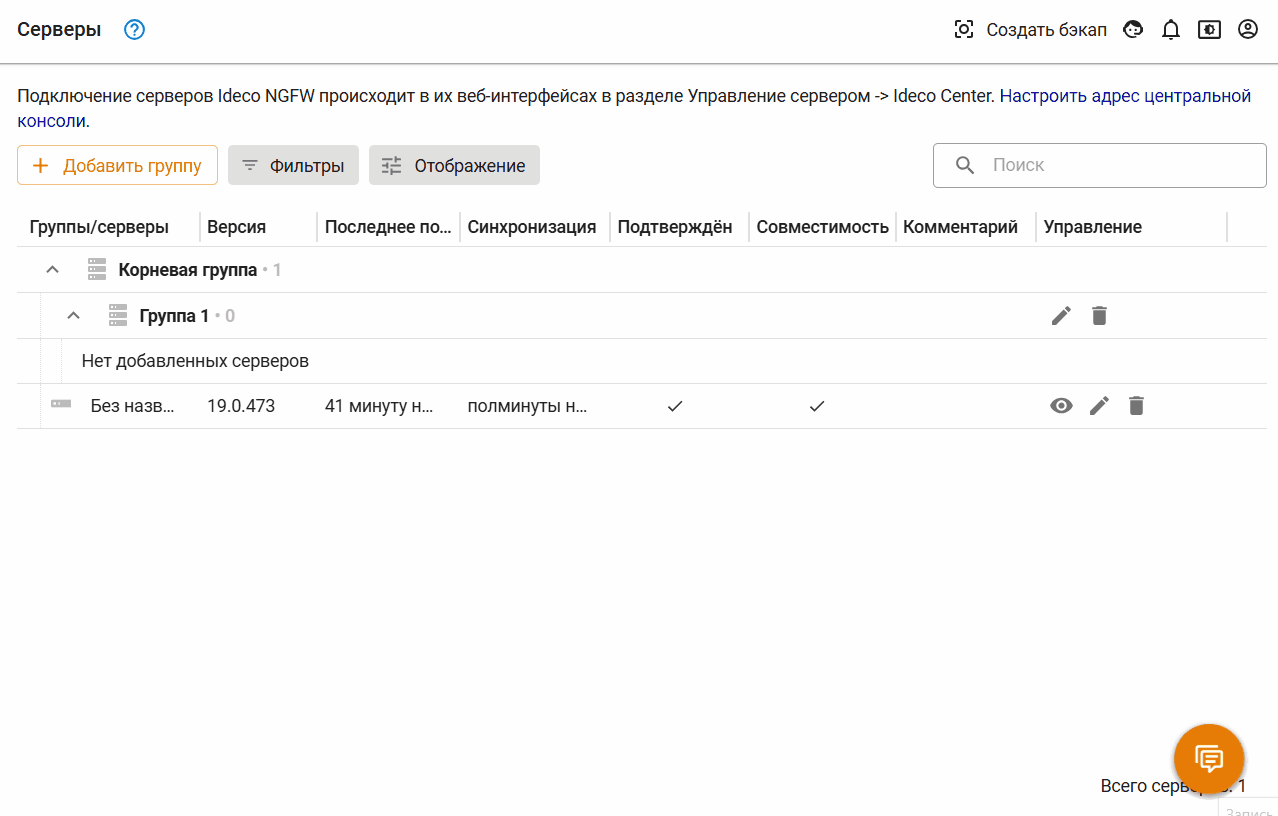 Серверы
Создать бэкап
Подключение серверов Ideco NGFW происходит в их веб-интерфейсах в разделе Управление сервером -> Ideco Center. Настроить адрес центральной
консоли.
Добавить группу Фильтры Отображение Поиск
Группы/серверы Версия Последнее по... Синхронизация Подтверждён Совместимость Комментарий Управление
Корневая группа • 1
Группа 1 • 0
Нет добавленных серверов
Без назв... 19.0.473 41 минуту н... полминуты н...
Всего 1
Запись